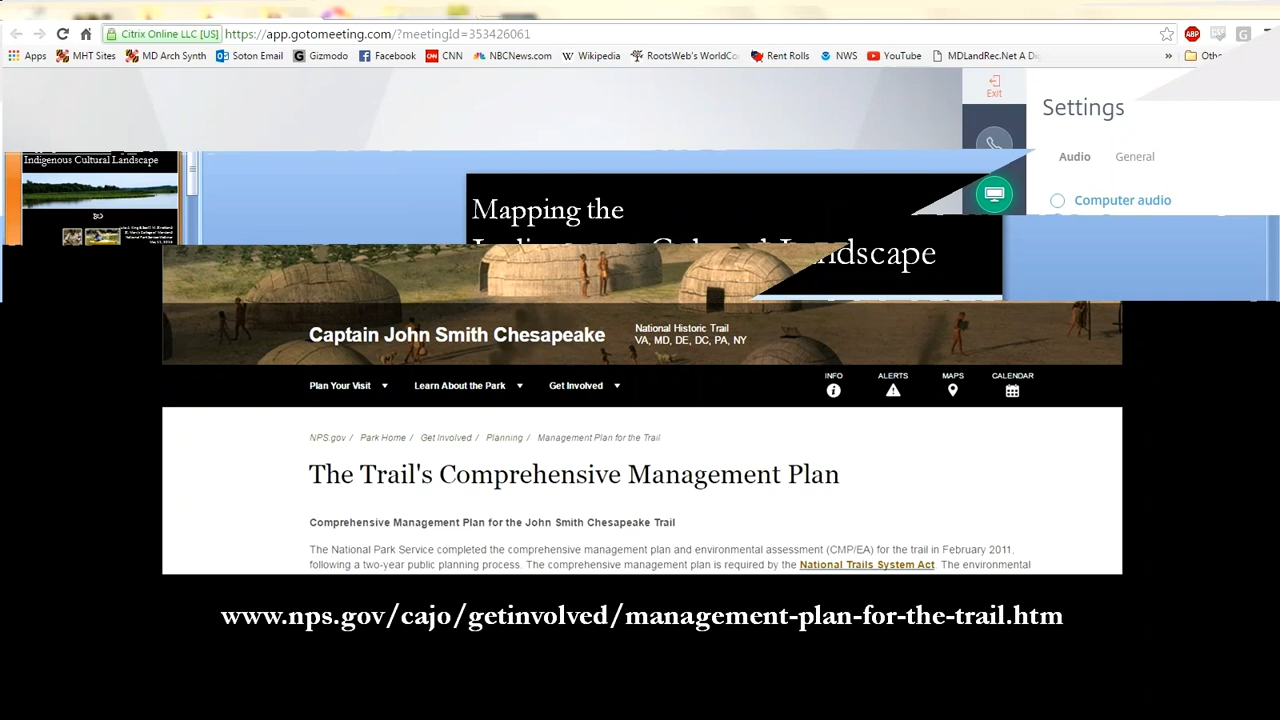 Citrix Online LLC [US]
https://app.gotomeeting.com/?meetingId=353426061
Apps MHT Sites MD Arch Synth Soton Email Gizmodo Facebook CNN NBCNews.com Wikipedia RootsWeb's WorldCo Rent Rolls NWS YouTube MDLandRec.Net A Di » Othe
ABP
Exit
Settings
Audio General
Computer audio
Indigenous Cultural Landscape
Mapping the
Landscape
Captain John Smith Chesapeake
National Historic Trail
VA, MD, DE, DC, PA, NY
Plan Your Visit Learn About the Park Get Involved
INFO ALERTS MAPS CALENDAR
NPS.gov / Park Home / Get Involved / Planning / Management Plan for the Trail
The Trail's Comprehensive Management Plan
Comprehensive Management Plan for the John Smith Chesapeake Trail
The National Park Service completed the comprehensive management plan and environmental assessment (CMP/EA) for the trail in February 2011,
following a two-year public planning process. The comprehensive management plan is required by the National Trails System Act. The environmental
www.nps.gov/cajo/getinvolved/management-plan-for-the-trail.htm